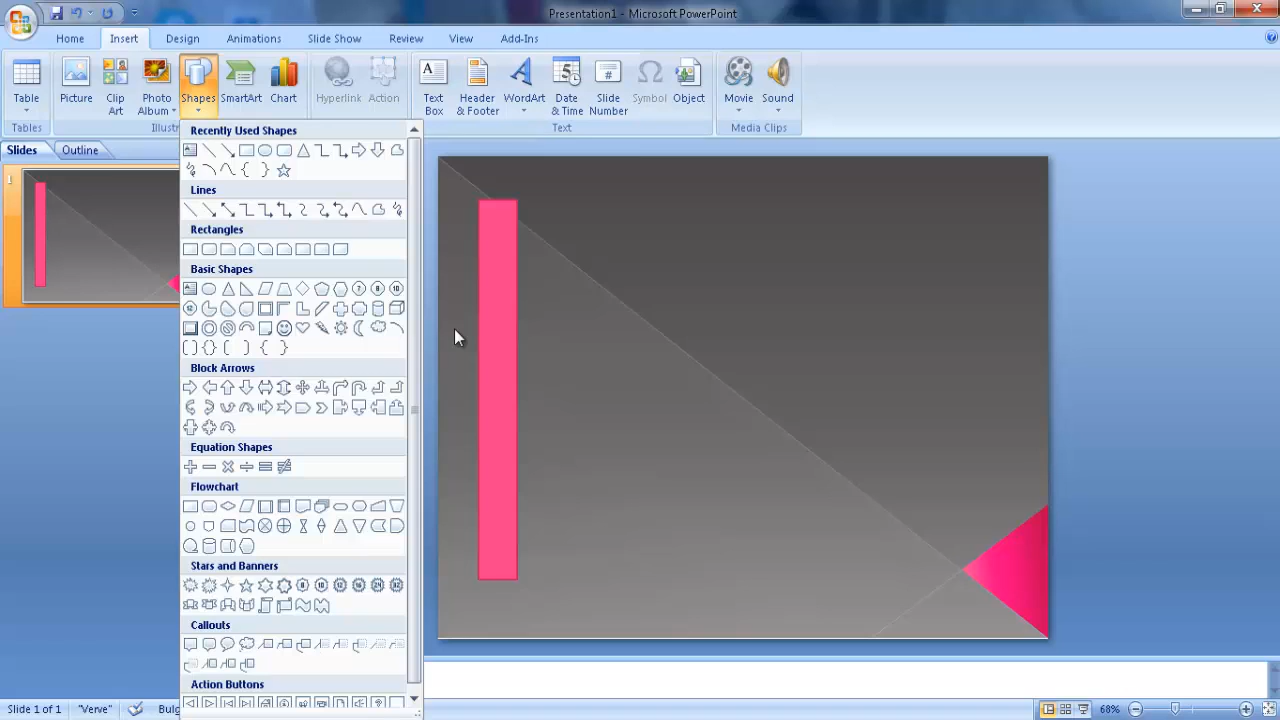 Presentation1 - Microsoft PowerPoint
Home Insert Design Animations Slide Show Review View Add-Ins
Table Picture Clip Art Photo Album Shapes SmartArt Chart Hyperlink Action Text Box Header & Footer WordArt Date & Time Slide Number Symbol Object Movie Sound
Tables Illustr Text Media Clips
Slides Outline
1
Recently Used Shapes
Lines
Rectangles
Basic Shapes
Block Arrows
Equation Shapes
Flowchart
Stars and Banners
Callouts
Action Buttons
Slide 1 of 1 "Verve" Bulg 68%